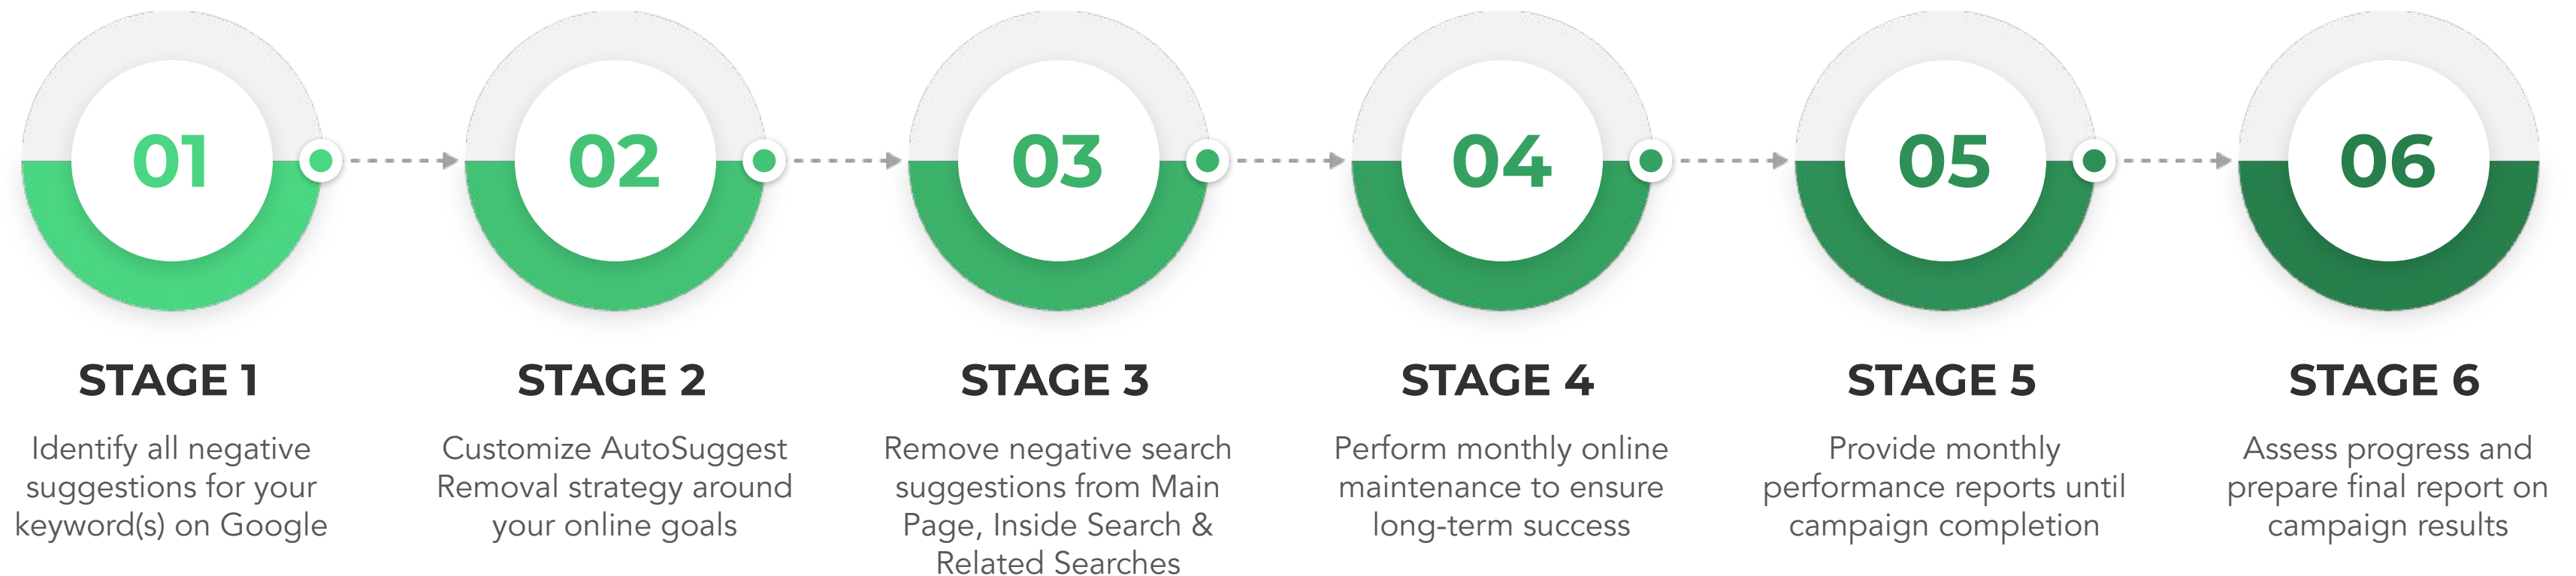 01
02
03
04
05
06
STAGE 1
Identify all negative
suggestions for your
keyword(s) on Google
STAGE 2
Customize AutoSuggest
Removal strategy around
your online goals
STAGE 3
Remove negative search
suggestions from Main
Page, Inside Search &
Related Searches
STAGE 4
Perform monthly online
maintenance to ensure
long-term success
STAGE 5
Provide monthly
performance reports until
campaign completion
STAGE 6
Assess progress and
prepare final report on
campaign results